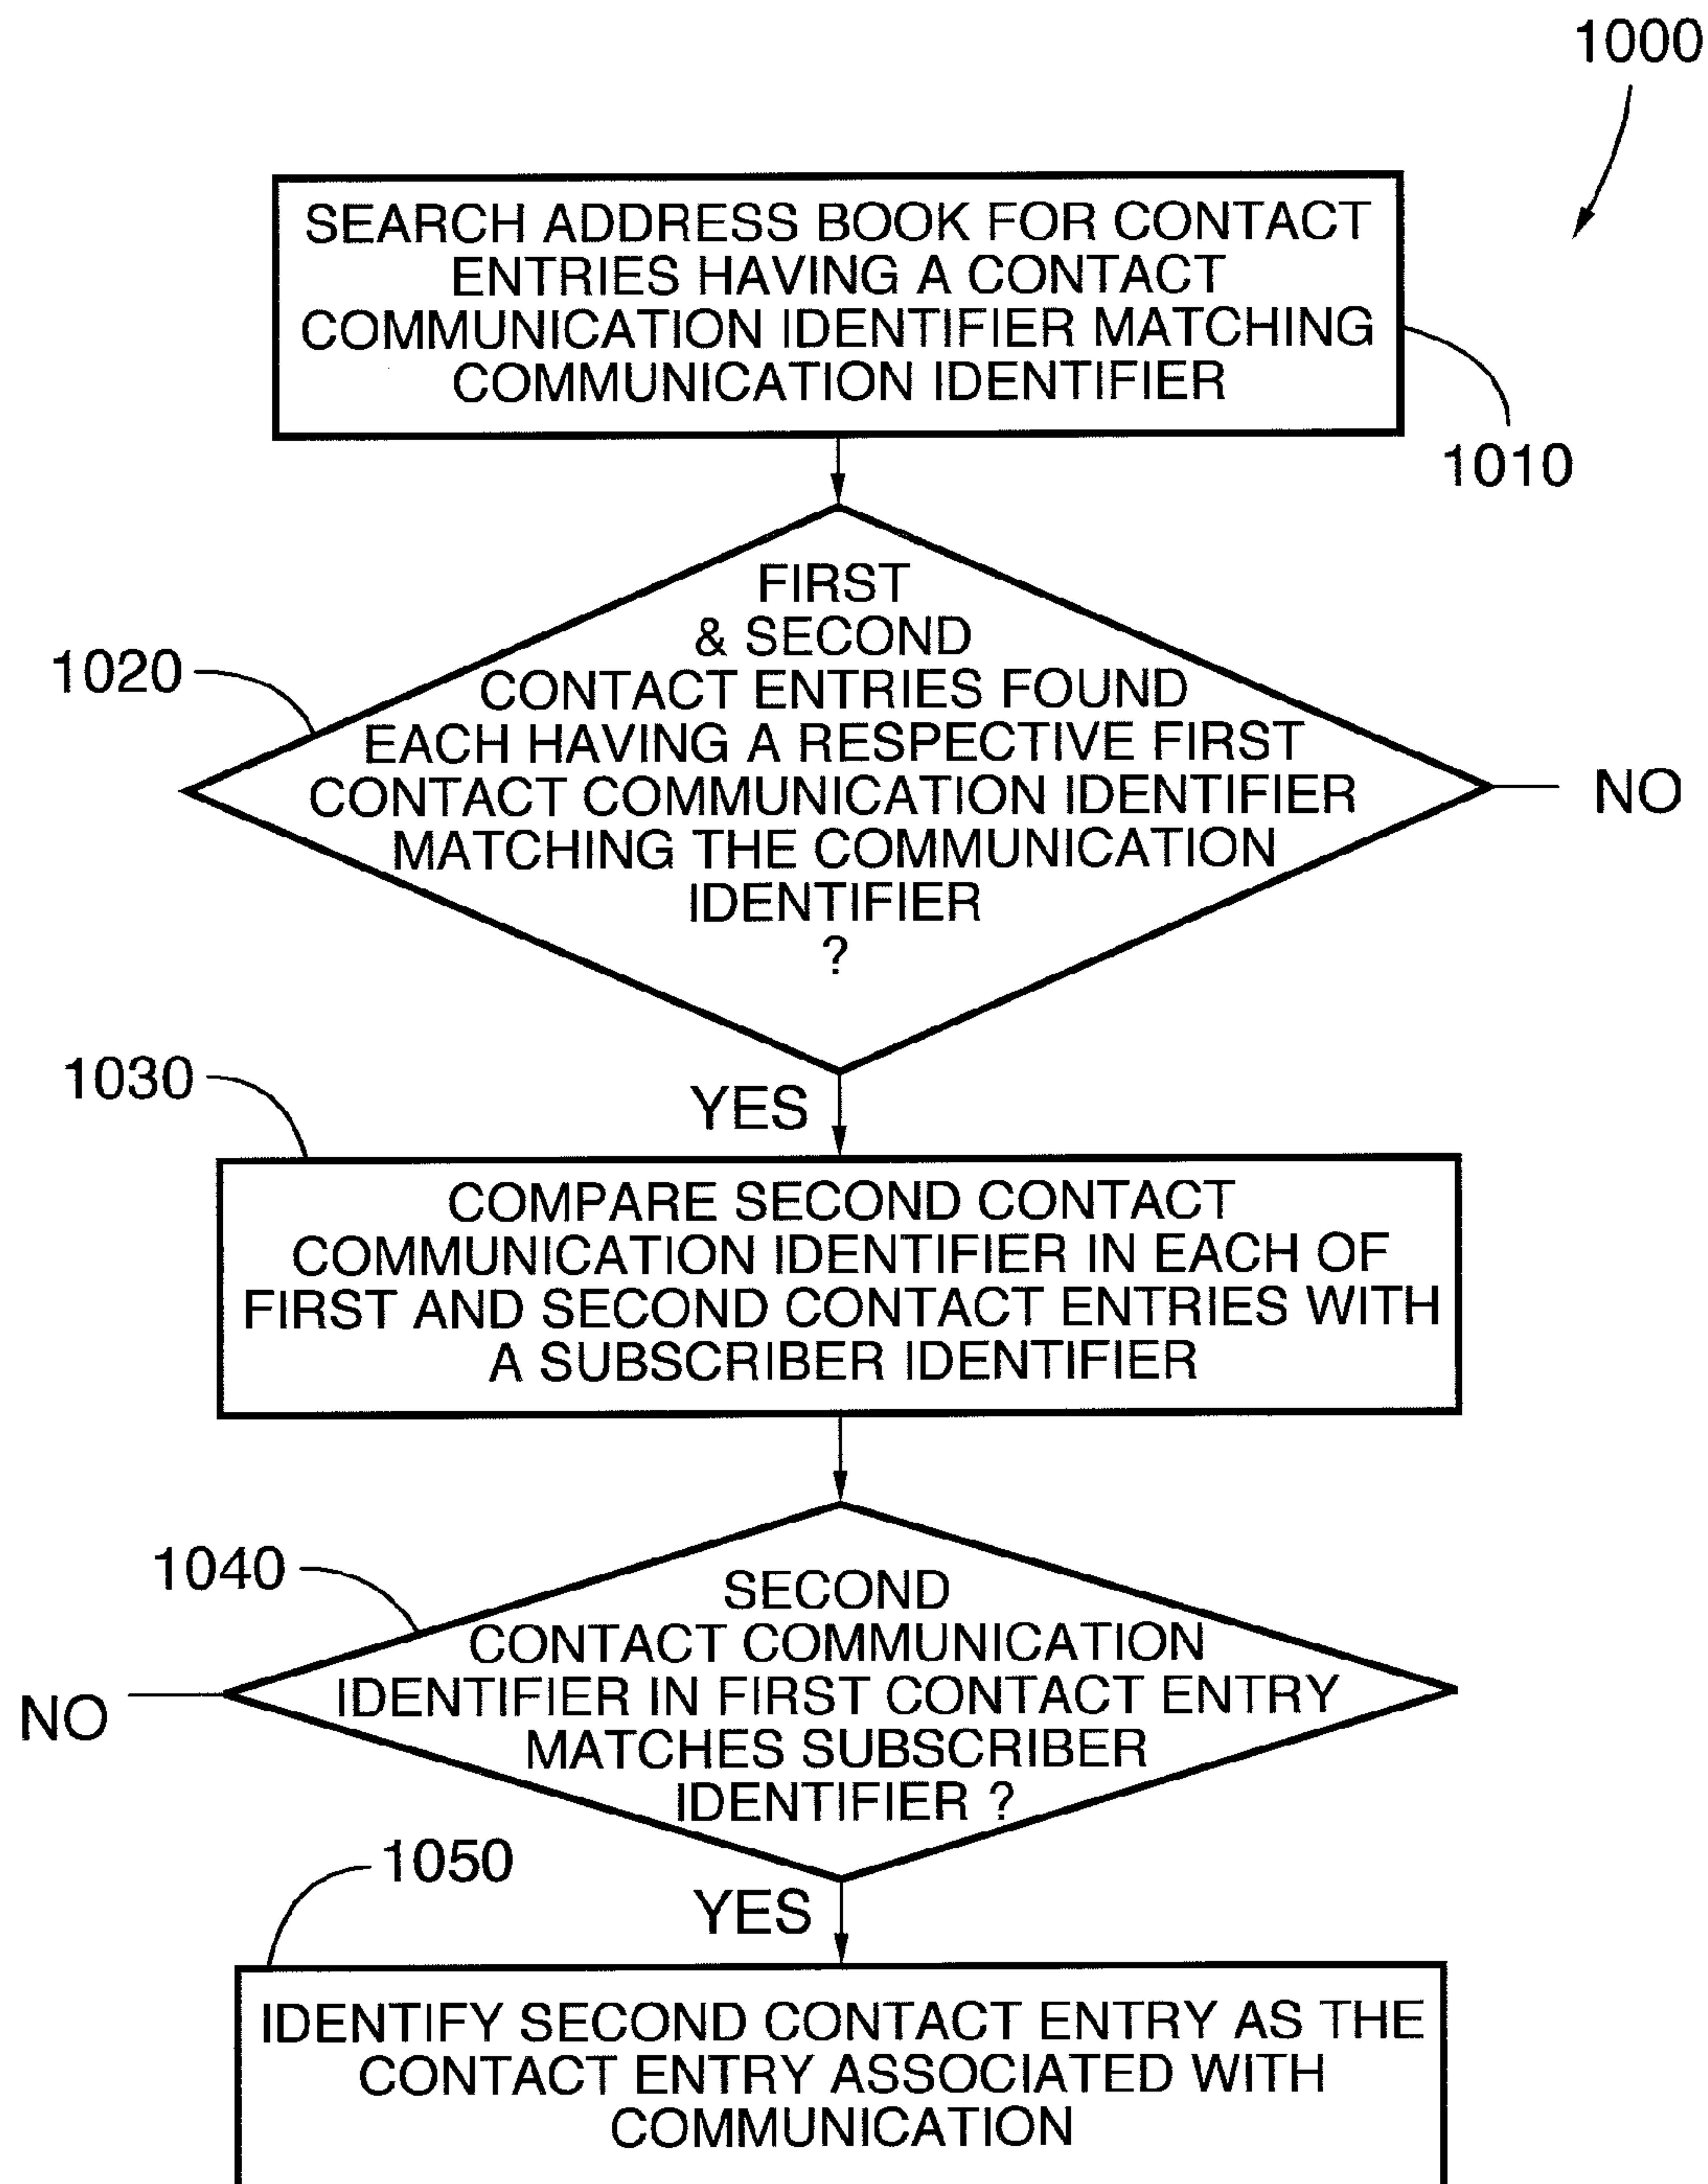 1000
SEARCH ADDRESS BOOK FOR CONTACT
ENTRIES HAVING A CONTACT
COMMUNICATION IDENTIFIER MATCHING
COMMUNICATION IDENTIFIER
1010
FIRST
& SECOND
CONTACT ENTRIES FOUND
EACH HAVING A RESPECTIVE FIRST
CONTACT COMMUNICATION IDENTIFIER
MATCHING THE COMMUNICATION
IDENTIFIER
?
1020
NO
YES
1030
COMPARE SECOND CONTACT
COMMUNICATION IDENTIFIER IN EACH OF
FIRST AND SECOND CONTACT ENTRIES WITH
A SUBSCRIBER IDENTIFIER
1040
SECOND
CONTACT COMMUNICATION
IDENTIFIER IN FIRST CONTACT ENTRY
MATCHES SUBSCRIBER
IDENTIFIER ?
NO
YES
1050
IDENTIFY SECOND CONTACT ENTRY AS THE
CONTACT ENTRY ASSOCIATED WITH
COMMUNICATION